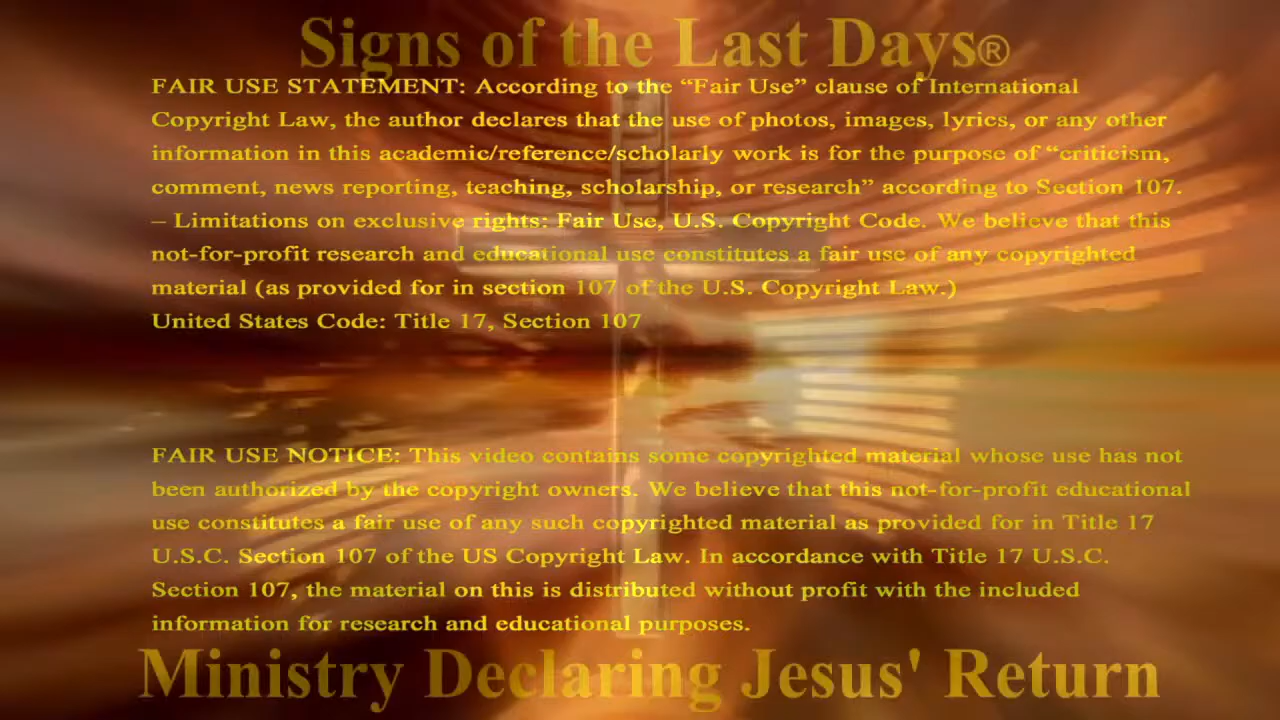 Signs of the Last Days®
FAIR USE STATEMENT: According to the “Fair Use” clause of International
Copyright Law, the author declares that the use of photos, images, lyrics, or any other
information in this academic/reference/scholarly work is for the purpose of “criticism,
comment, news reporting, teaching, scholarship, or research” according to Section 107.
– Limitations on exclusive rights: Fair Use, U.S. Copyright Code. We believe that this
not-for-profit research and educational use constitutes a fair use of any copyrighted
material (as provided for in section 107 of the U.S. Copyright Law.)
United States Code: Title 17, Section 107
FAIR USE NOTICE: This video contains some copyrighted material whose use has not
been authorized by the copyright owners. We believe that this not-for-profit educational
use constitutes a fair use of any such copyrighted material as provided for in Title 17
U.S.C. Section 107 of the US Copyright Law. In accordance with Title 17 U.S.C.
Section 107, the material on this is distributed without profit with the included
information for research and educational purposes.
Ministry Declaring Jesus' Return